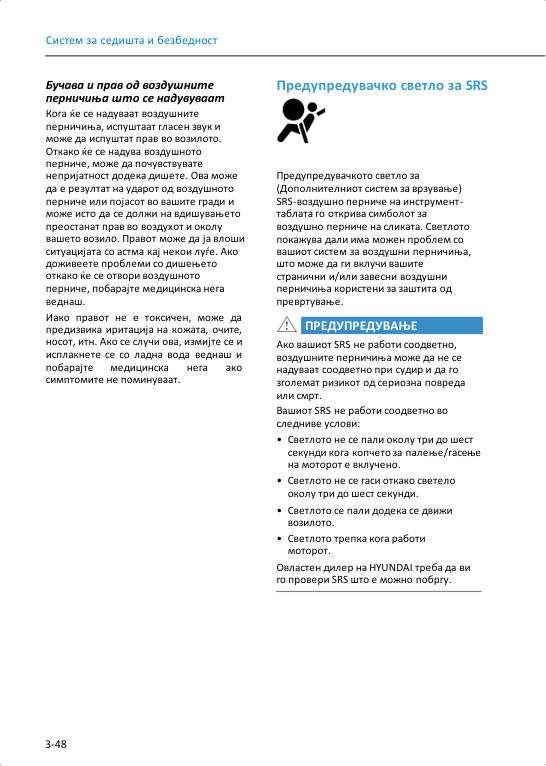 Систем за седишта и безбедност
Бучава и прав од воздушните
перничиња што се надувуваат
Кога ќе се надуваат воздушните
перничиња, испуштаат гласен звук и
може да испуштат прав во возилото.
Откако ќе се надува воздушното
перниче, може да почувствувате
непријатност додека дишете. Ова може
да е резултат на ударот од воздушното
перниче или појасот во вашите гради и
може исто да се должи на вдишувањето
преостанат прав во воздухот и околу
вашето возило. Правот може да ја влоши
ситуацијата со астма кај некои луѓе. Ако
доживеете проблеми со дишењето
откако ќе се отвори воздушното
перниче, побарајте медицинска нега
веднаш.
Иако правот не е токсичен, може да
предизвика иритација на кожата, очите,
носот, итн. Ако се случи ова, измијте се и
исплакнете се со ладна вода веднаш и
побарајте медицинска нега ако
симптомите не поминуваат.
Предупредувачко светло за SRS
Предупредувачкото светло за
(Дополнителниот систем за врзување)
SRS-воздушно перниче на инструмент-
таблата го открива симболот за
воздушно перниче на сликата. Светлото
покажува дали има можен проблем со
вашиот систем за воздушни перничиња,
што може да ги вклучи вашите
странични и/или завесни воздушни
перничиња користени за заштита од
превртување.
ПРЕДУПРЕДУВАЊЕ
Ако вашиот SRS не работи соодветно,
воздушните перничиња може да не се
надуваат соодветно при судир и да го
зголемат ризикот од сериозна повреда
или смрт.
Вашиот SRS не работи соодветно во
следниве услови:
• Светлото не се пали околу три до шест
секунди кога копчето за палење/гасење
на моторот е вклучено.
• Светлото не се гаси откако светело
околу три до шест секунди.
• Светлото се пали додека се движи
возилото.
• Светлото трепка кога работи
моторот.
Овластен дилер на HYUNDAI треба да ви
го провери SRS што е можно побргу.
3-48